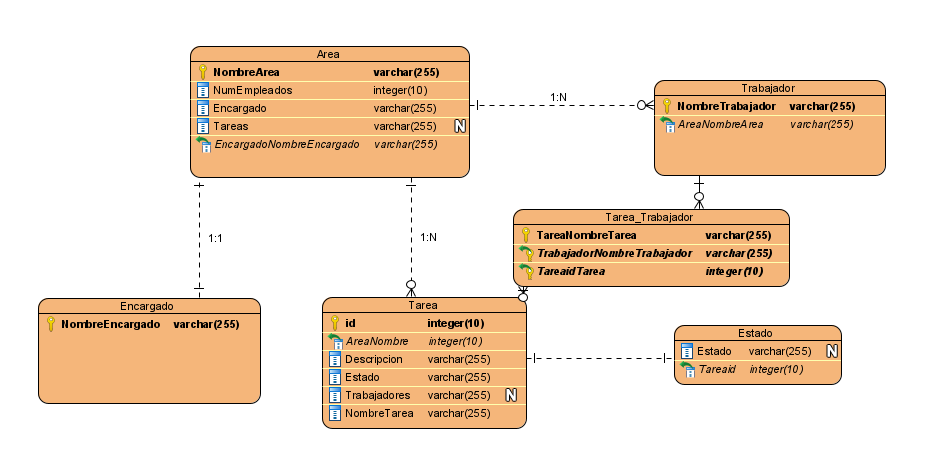 Area
NombreArea varchar(255)
NumEmpleados integer(10)
Encargado varchar(255)
Tareas varchar(255) N
EncargadoNombreEncargado varchar(255)
1:N
Trabajador
NombreTrabajador varchar(255)
AreaNombreArea varchar(255)
1:1
1:N
Tarea_Trabajador
TareaNombreTarea varchar(255)
TrabajadorNombreTrabajador varchar(255)
TareaidTarea integer(10)
Encargado
NombreEncargado varchar(255)
Tarea
id integer(10)
AreaNombre integer(10)
Descripcion varchar(255)
Estado varchar(255)
Trabajadores varchar(255) N
NombreTarea varchar(255)
Estado
Estado varchar(255) N
Tareaid integer(10)